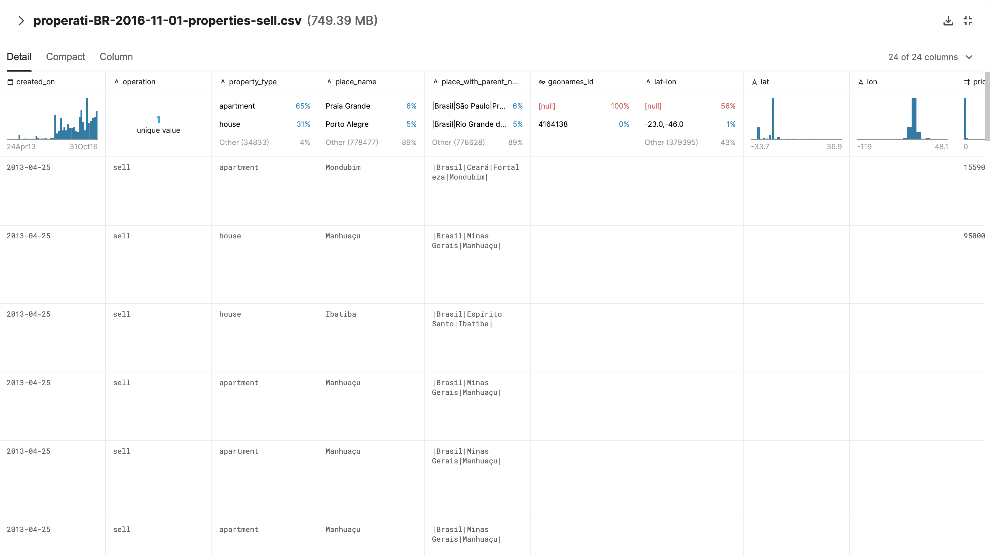 properati-BR-2016-11-01-properties-sell.csv (749.39 MB)
Detail Compact Column 24 of 24 columns
created_on operation property_type place_name place_with_parent_n... geonames_id lat-lon lat lon # pric
apartment 65% Praia Grande 6% |Brasil|São Paulo|Pr... 6% [null] 100% [null] 56%
1
unique value
house 31% Porto Alegre 5% |Brasil|Rio Grande d... 5% 4164138 0% -23.0,-46.0 1%
Other (34833) 4% Other (778477) 89% Other (778628) 89% Other (379395) 43%
24Apr13 31Oct16 -33.7 36.9 -119 48.1 0
2013-04-25 sell apartment Mondubim |Brasil|Ceará|Fortal 15590
eza|Mondubim|
2013-04-25 sell house Manhuaçu |Brasil|Minas 95000
Gerais|Manhuaçu|
2013-04-25 sell house Ibatiba |Brasil|Espírito
Santo|Ibatiba|
2013-04-25 sell apartment Manhuaçu |Brasil|Minas
Gerais|Manhuaçu|
2013-04-25 sell apartment Manhuaçu |Brasil|Minas
Gerais|Manhuaçu|
2013-04-25 sell apartment Manhuaçu |Brasil|Minas
Gerais|Manhuaçu|